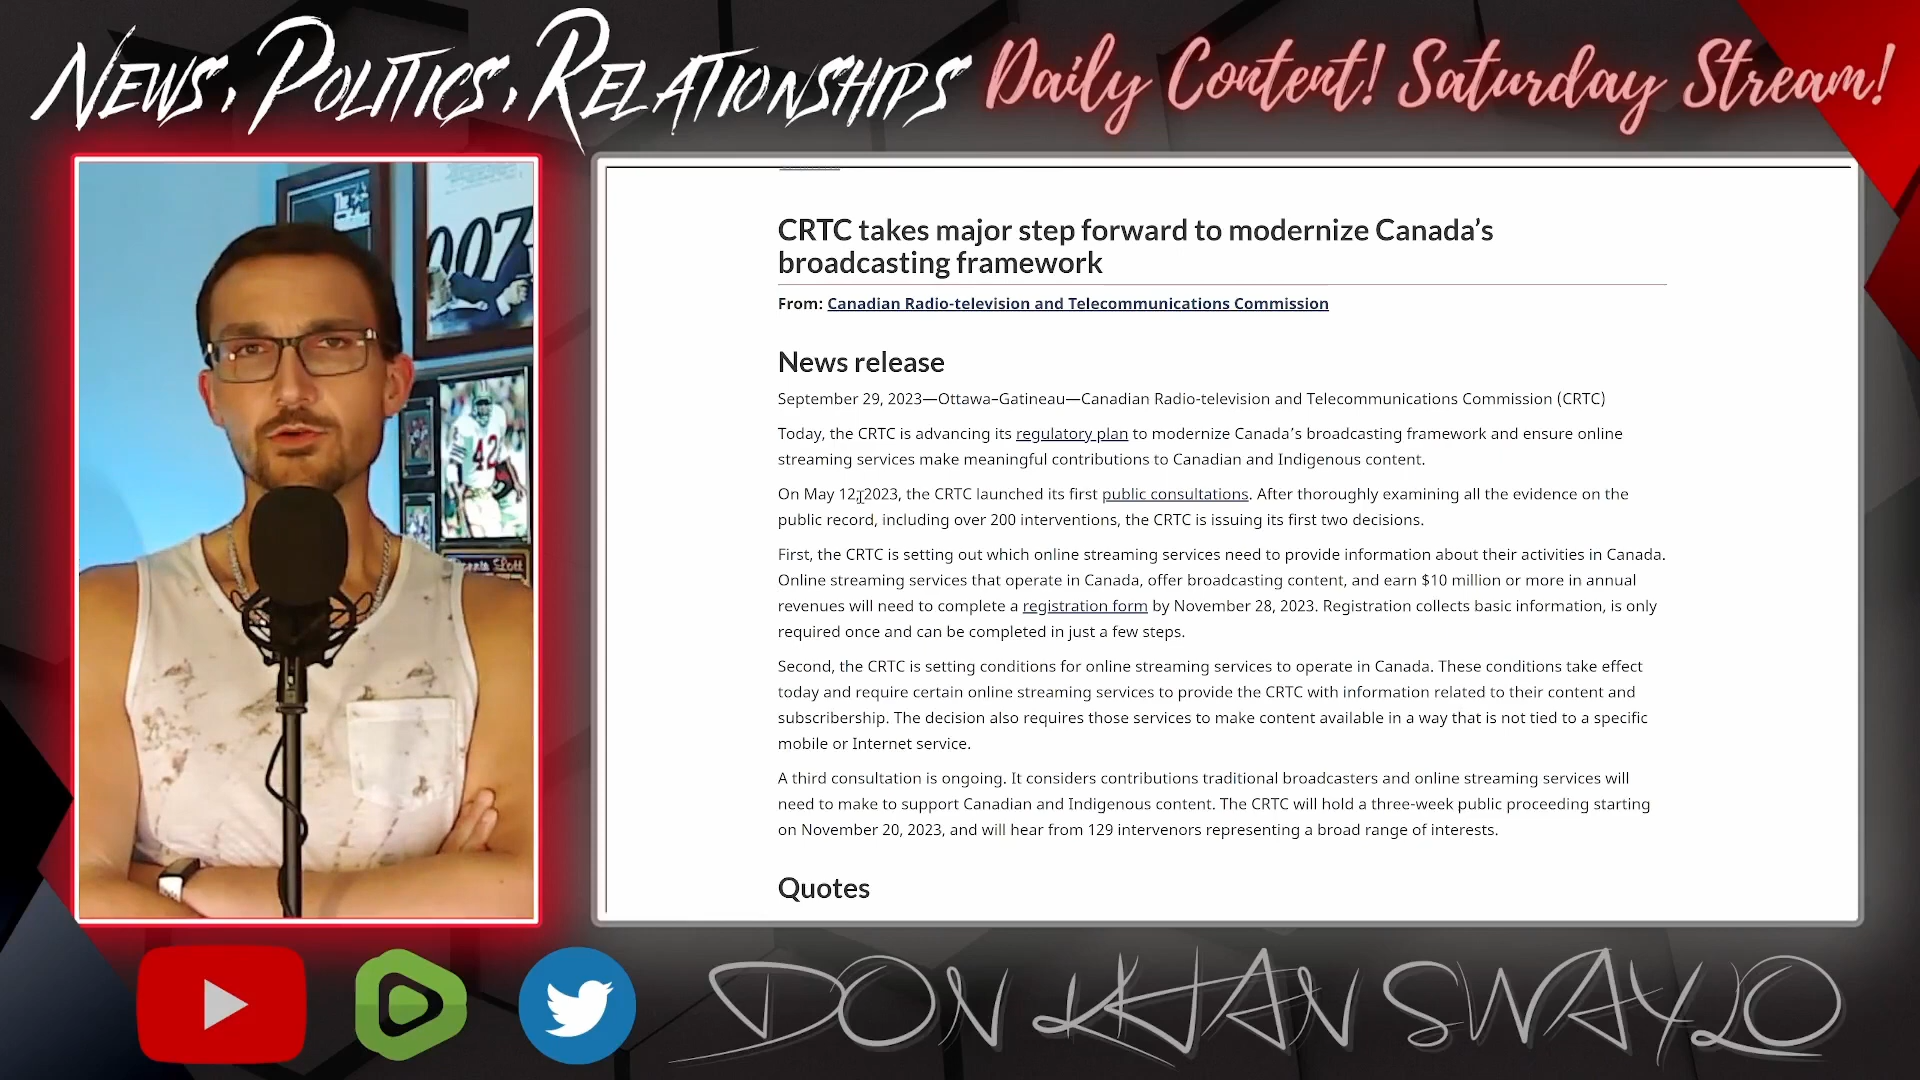 NEWS, POLITICS, RELATIONSHIPS Daily Content! Saturday Stream!
The
007
42
CRTC takes major step forward to modernize Canada’s
broadcasting framework
From: Canadian Radio-television and Telecommunications Commission
News release
September 29, 2023—Ottawa–Gatineau—Canadian Radio-television and Telecommunications Commission (CRTC)
Today, the CRTC is advancing its regulatory plan to modernize Canada’s broadcasting framework and ensure online
streaming services make meaningful contributions to Canadian and Indigenous content.
On May 12, 2023, the CRTC launched its first public consultations. After thoroughly examining all the evidence on the
public record, including over 200 interventions, the CRTC is issuing its first two decisions.
First, the CRTC is setting out which online streaming services need to provide information about their activities in Canada.
Online streaming services that operate in Canada, offer broadcasting content, and earn $10 million or more in annual
revenues will need to complete a registration form by November 28, 2023. Registration collects basic information, is only
required once and can be completed in just a few steps.
Second, the CRTC is setting conditions for online streaming services to operate in Canada. These conditions take effect
today and require certain online streaming services to provide the CRTC with information related to their content and
subscribership. The decision also requires those services to make content available in a way that is not tied to a specific
mobile or Internet service.
A third consultation is ongoing. It considers contributions traditional broadcasters and online streaming services will
need to make to support Canadian and Indigenous content. The CRTC will hold a three-week public proceeding starting
on November 20, 2023, and will hear from 129 intervenors representing a broad range of interests.
Quotes
DON KHAN SWAYLO